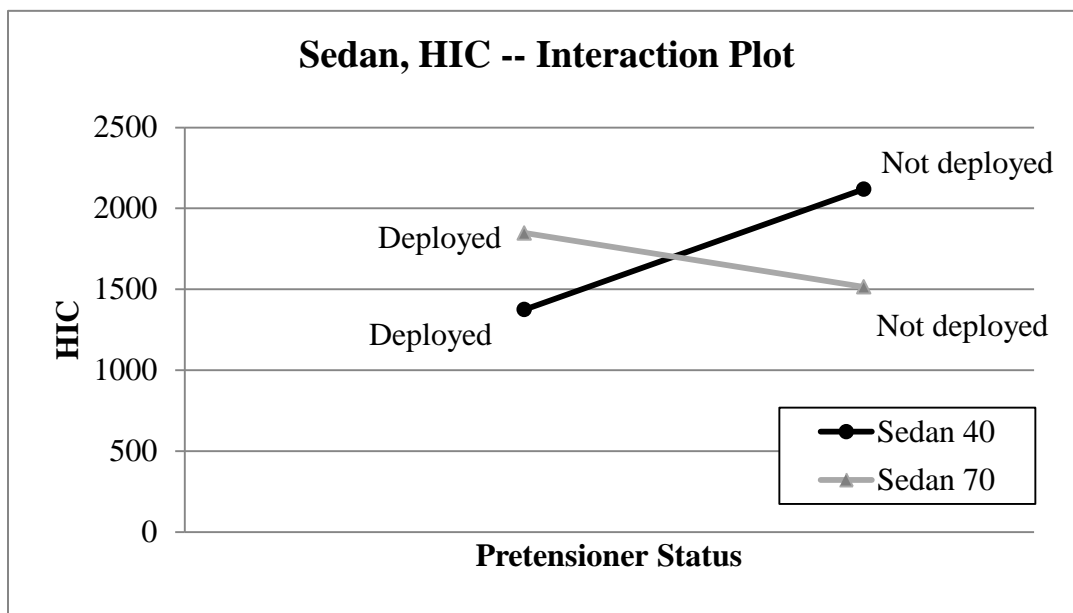 Sedan, HIC -- Interaction Plot
2500
2000
1500
1000
500
0
HIC
Not deployed
Deployed
Deployed
Not deployed
Sedan 40
Sedan 70
Pretensioner Status